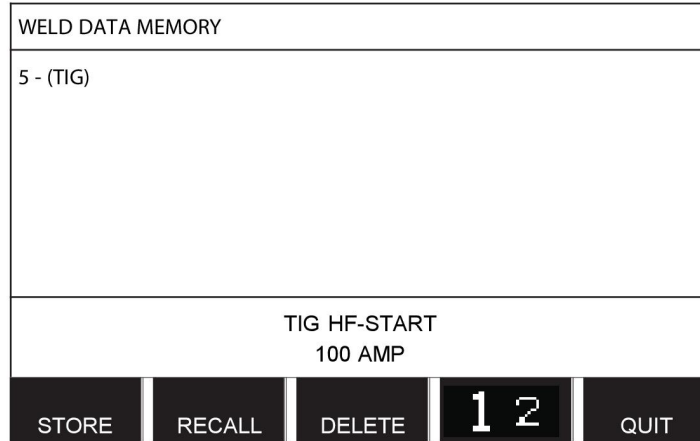 WELD DATA MEMORY
5 - (TIG)
TIG HF-START
100 AMP
STORE RECALL DELETE 1 2 QUIT